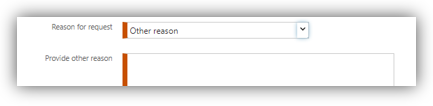 Reason for request
Other reason
Provide other reason